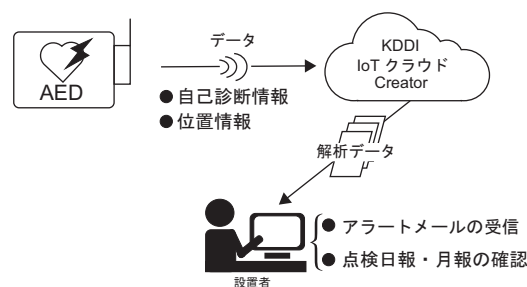 AED
データ
● 自己診断情報
● 位置情報
KDDI
IoT クラウド
Creator
解析データ
● アラートメールの受信
● 点検日報・月報の確認
設置者